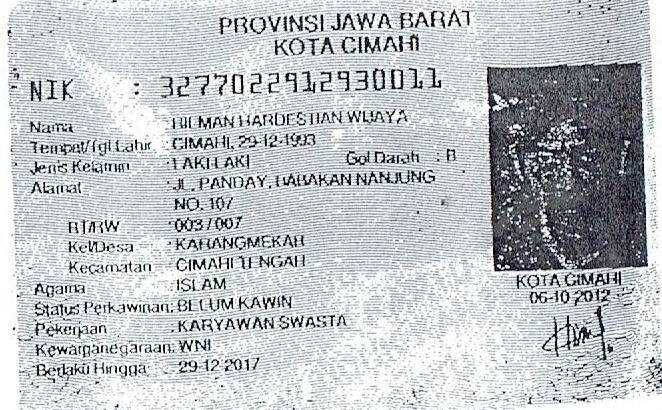 PROVINSI JAWA BARAT
KOTA CIMAHI
NIK : 3277022912930011
Nama : HILMAN HARDESTIAN WIJAYA
Tempat/Tgl Lahir : CIMAHI, 29-12-1993
Jenis Kelamin : LAKI-LAKI Gol Darah : B
Alamat : JL. PANDAY. BABAKAN NANJUNG
NO. 107
RT/RW : 003/007
Kel/Desa : KARANGMEKAR
Kecamatan : CIMAHI TENGAH
Agama : ISLAM
Status Perkawinan: BELUM KAWIN
Pekerjaan : KARYAWAN SWASTA
Kewarganegaraan: WNI
Berlaku Hingga : 29-12-2017
KOTA CIMAHI
06-10-2012